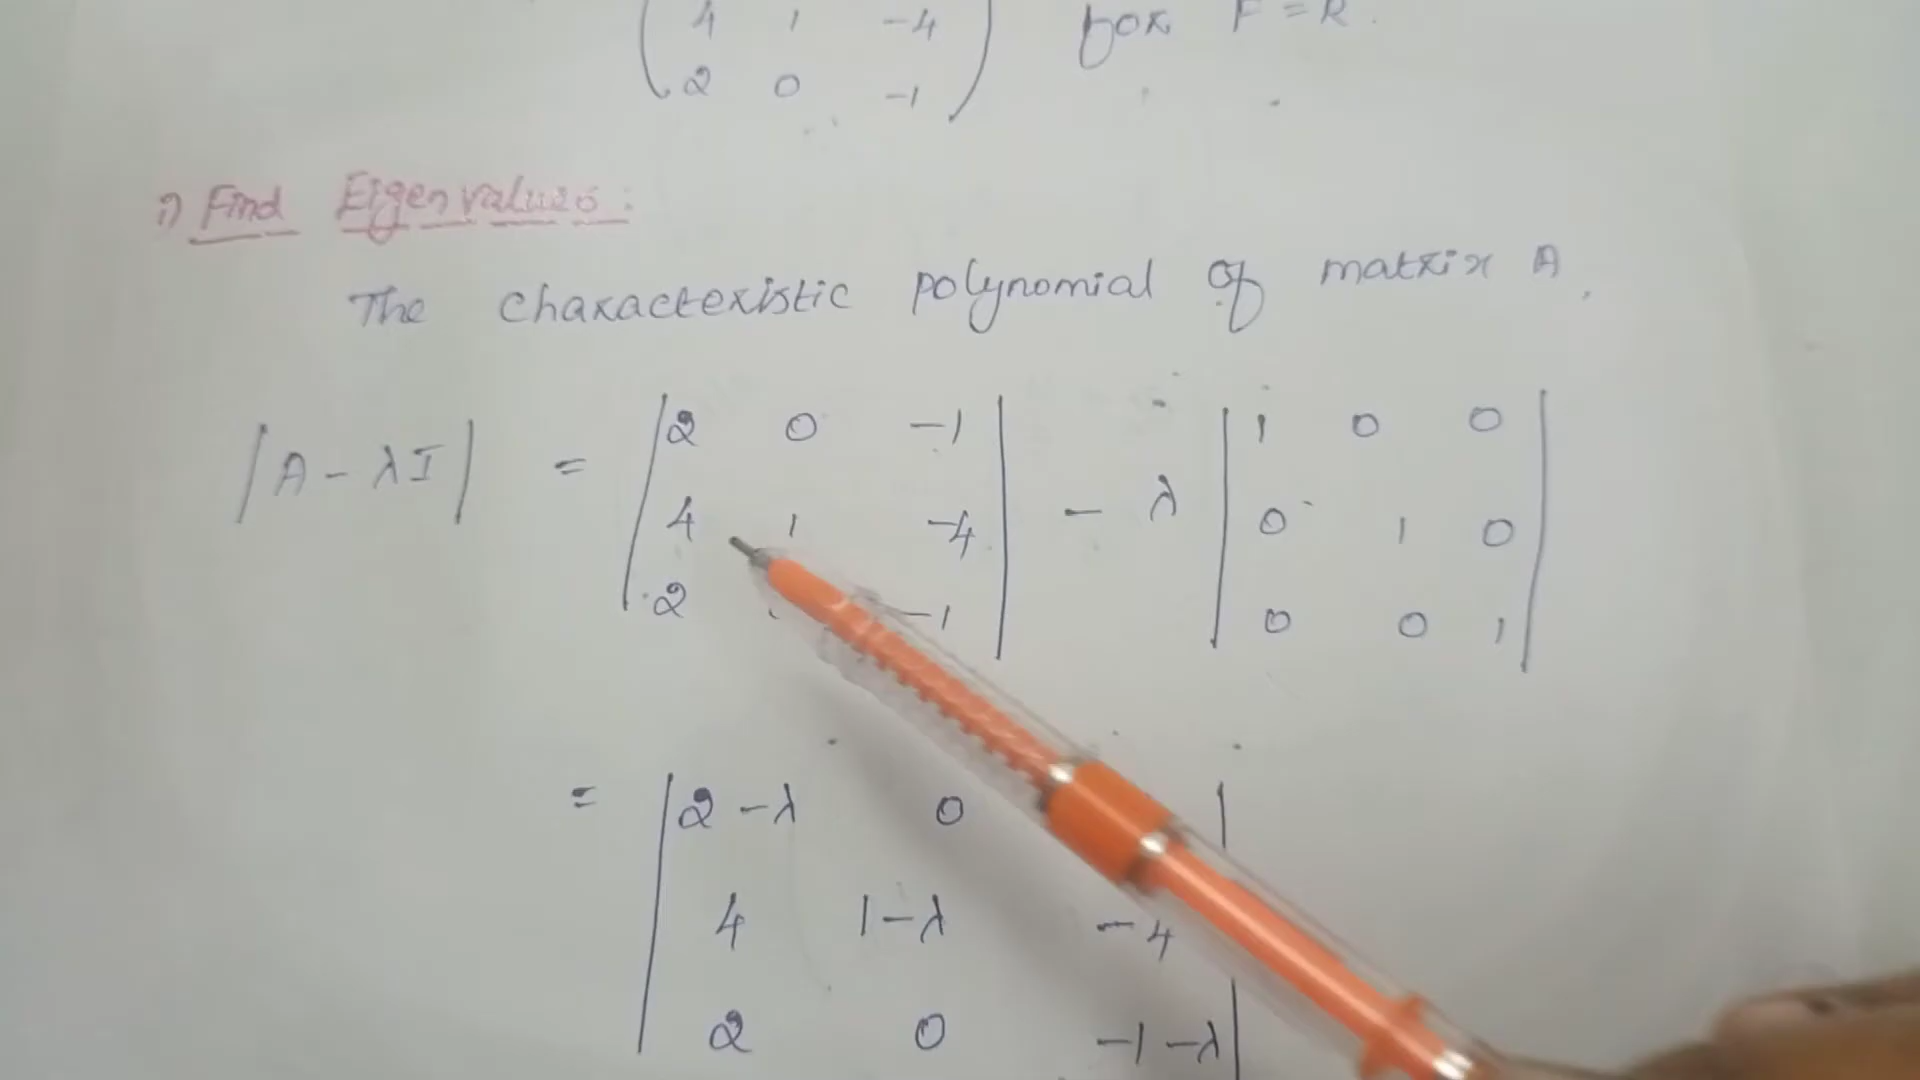 4 1 -4 for F = R.
2 0 -1
i) Find Eigen values:
The characteristic polynomial of matrix A,
|A - λI| = |2 0 -1| - λ |1 0 0|
|4 1 -4| |0 1 0|
|2 -1| |0 0 1|
= |2-λ 0 |
|4 1-λ -4
|2 0 -1-λ|